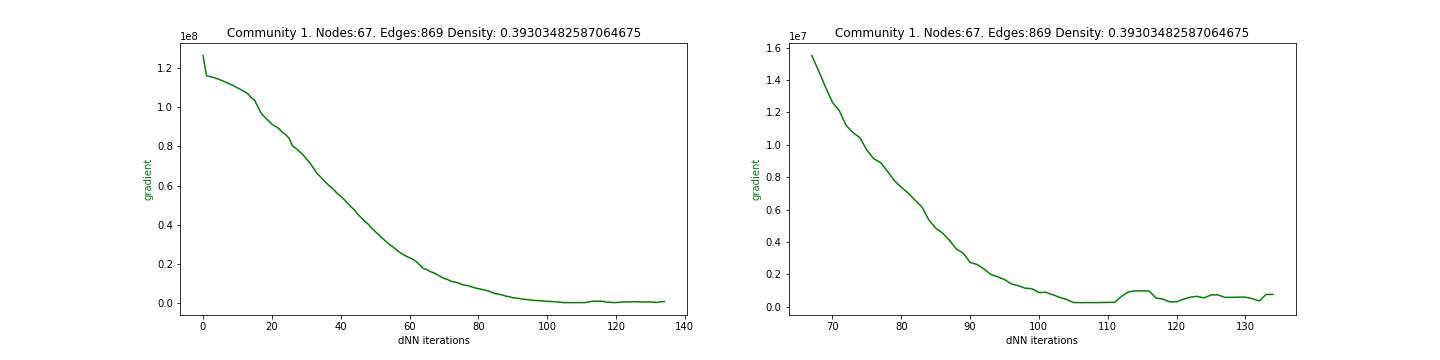 Community 1. Nodes:67. Edges:869 Density: 0.39303482587064675
1e8
1.2
1.0
0.8
0.6
0.4
0.2
0.0
gradient
0 20 40 60 80 100 120 140
dNN iterations
Community 1. Nodes:67. Edges:869 Density: 0.39303482587064675
1e7
1.6
1.4
1.2
1.0
0.8
0.6
0.4
0.2
0.0
gradient
70 80 90 100 110 120 130
dNN iterations